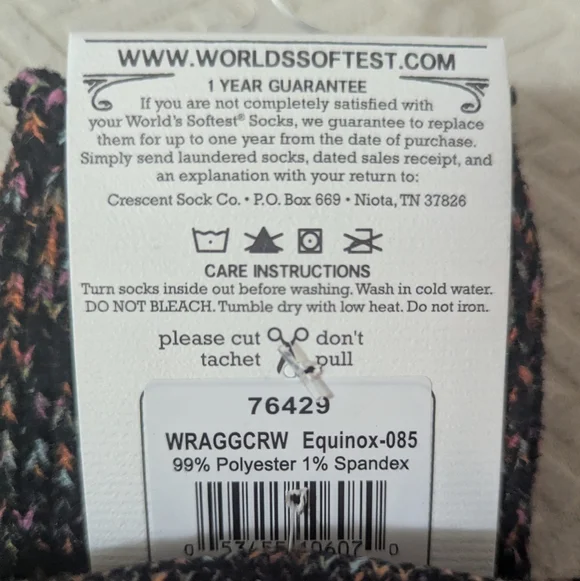 WWW.WORLDSSOFTEST.COM
1 YEAR GUARANTEE
If you are not completely satisfied with
your World's Softest® Socks, we guarantee to replace
them for up to one year from the date of purchase.
Simply send laundered socks, dated sales receipt, and
an explanation with your return to:
Crescent Sock Co. • P.O. Box 669 • Niota, TN 37826
CARE INSTRUCTIONS
Turn socks inside out before washing. Wash in cold water.
DO NOT BLEACH. Tumble dry with low heat. Do not iron.
please cut don't
tachet pull
76429
WRAGGCRW Equinox-085
99% Polyester 1% Spandex